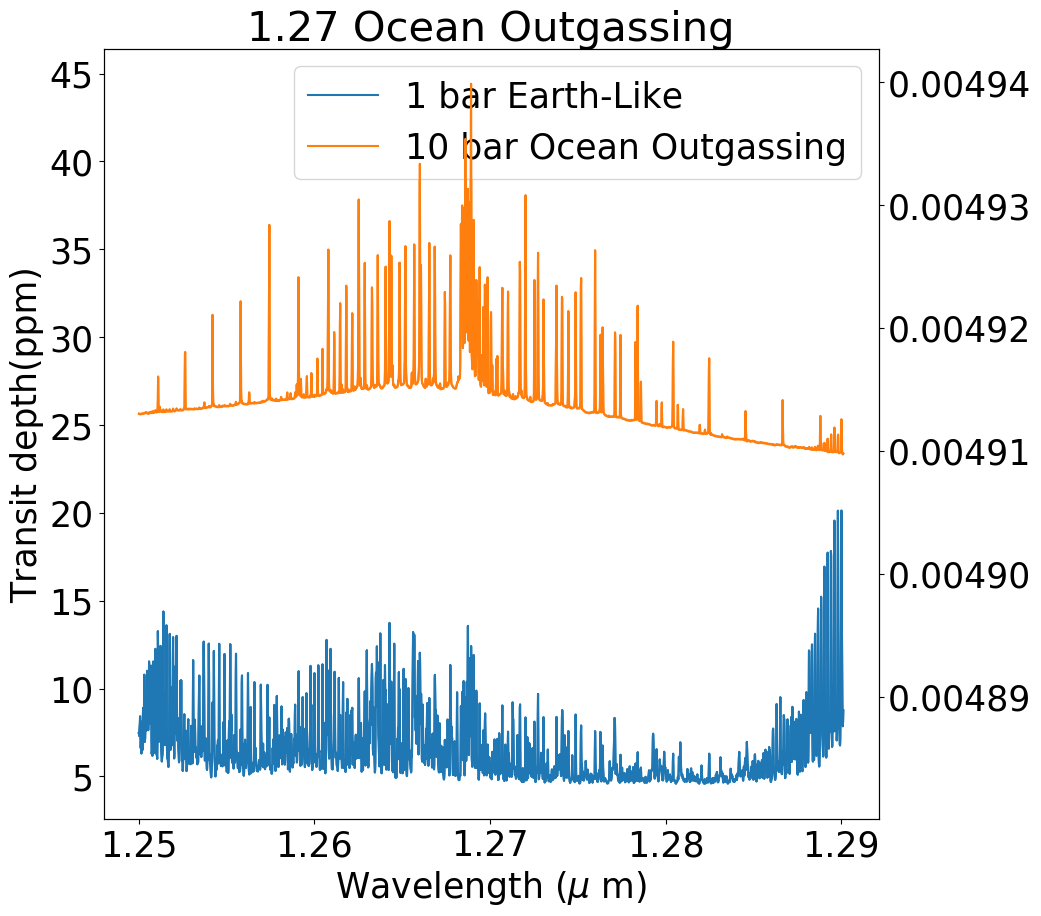 1.27 Ocean Outgassing
1 bar Earth-Like
10 bar Ocean Outgassing
Transit depth(ppm)
45
40
35
30
25
20
15
10
5
0.00494
0.00493
0.00492
0.00491
0.00490
0.00489
1.25 1.26 1.27 1.28 1.29
Wavelength (μ m)